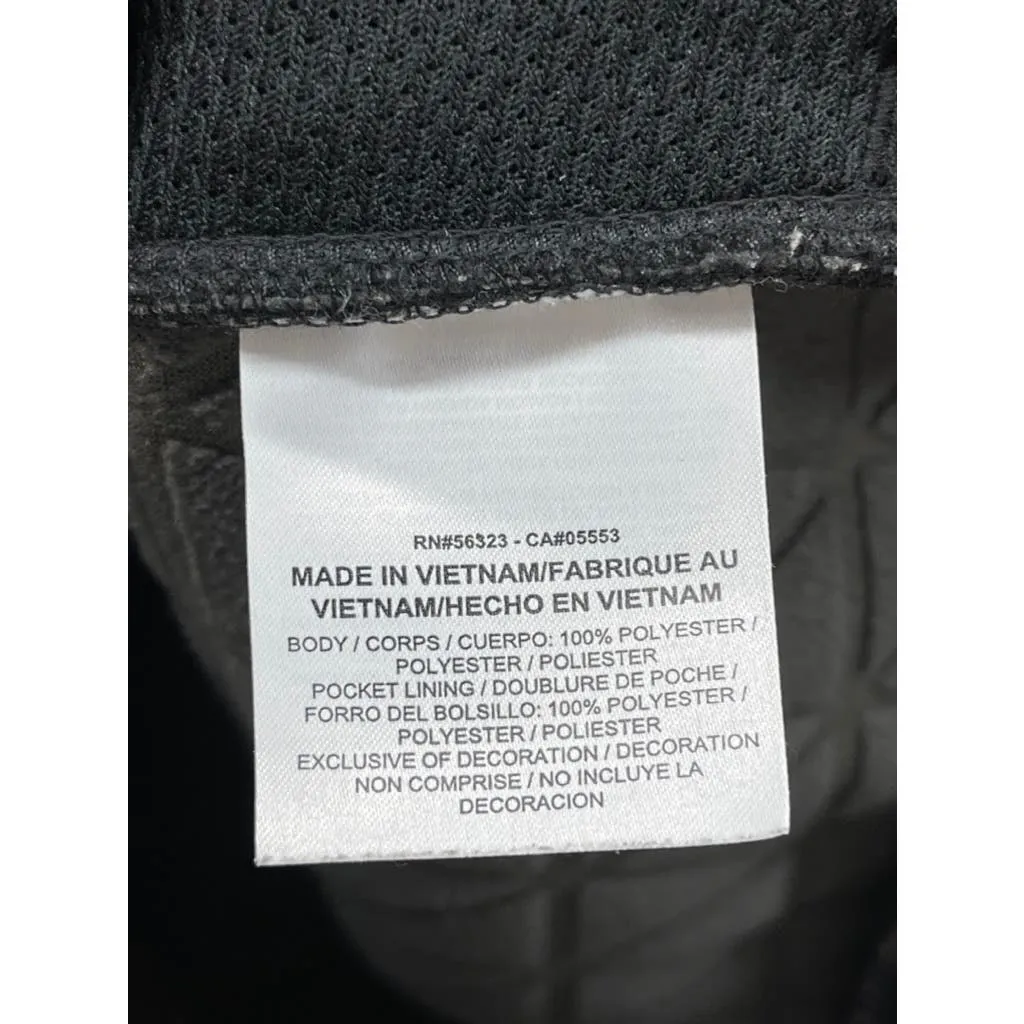 RN#56323 - CA#05553
MADE IN VIETNAM/FABRIQUE AU
VIETNAM/HECHO EN VIETNAM
BODY / CORPS / CUERPO: 100% POLYESTER /
POLYESTER / POLIESTER
POCKET LINING / DOUBLURE DE POCHE /
FORRO DEL BOLSILLO: 100% POLYESTER /
POLYESTER / POLIESTER
EXCLUSIVE OF DECORATION / DECORATION
NON COMPRISE / NO INCLUYE LA
DECORACION